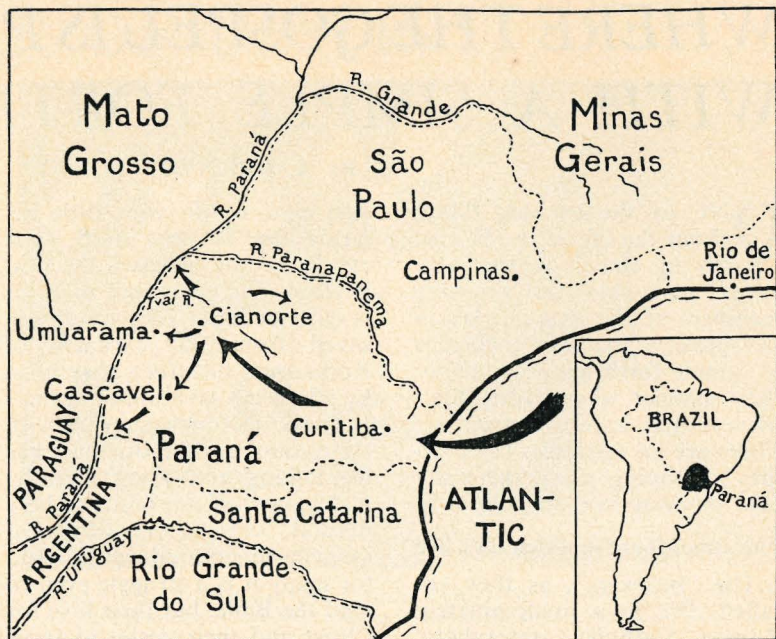 Mato
Grosso
R. Grande
Minas
Gerais
R. Paraná
São
Paulo
R. Paranapanema
Campinas.
Rio de
Janeiro
Ivaí R.
Cianorte
Umuarama.
Cascavel.
Curitiba.
PARAGUAY
R. Paraná
Paraná
ARGENTINA
Santa Catarina
ATLAN-
TIC
R. Uruguay
Rio Grande
do Sul
BRAZIL
Paraná